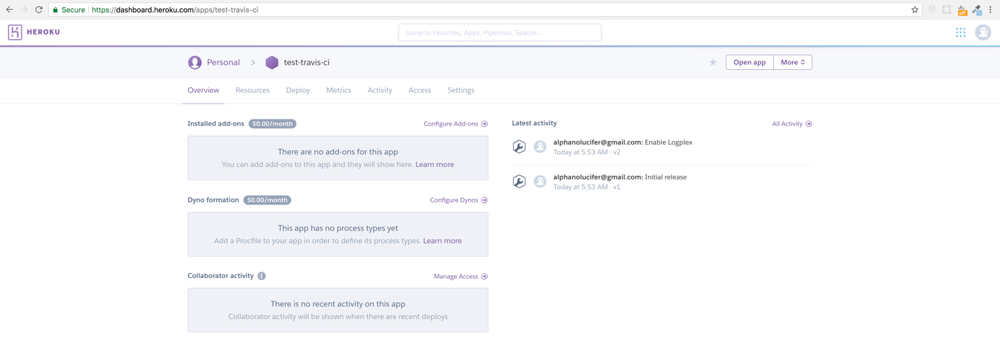 Secure https://dashboard.heroku.com/apps/test-travis-ci
off
HEROKU
Jump to Favorites, Apps, Pipelines, Spaces...
Personal > test-travis-ci
Open app More
Overview Resources Deploy Metrics Activity Access Settings
Installed add-ons $0.00/month Configure Add-ons
There are no add-ons for this app
You can add add-ons to this app and they will show here. Learn more
Dyno formation $0.00/month Configure Dynos
This app has no process types yet
Add a Procfile to your app in order to define its process types. Learn more
Collaborator activity i Manage Access
There is no recent activity on this app
Collaborator activity will be shown when there are recent deploys
Latest activity All Activity
alphanolucifer@gmail.com: Enable Logplex
Today at 5:53 AM · v2
alphanolucifer@gmail.com: Initial release
Today at 5:53 AM · v1